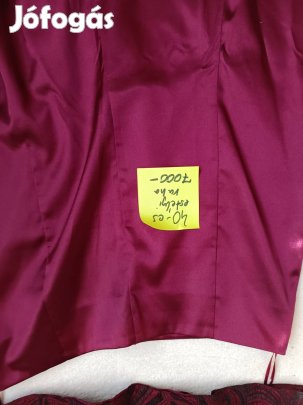 Jófogás
40-es
estélyi
ruha
7000-